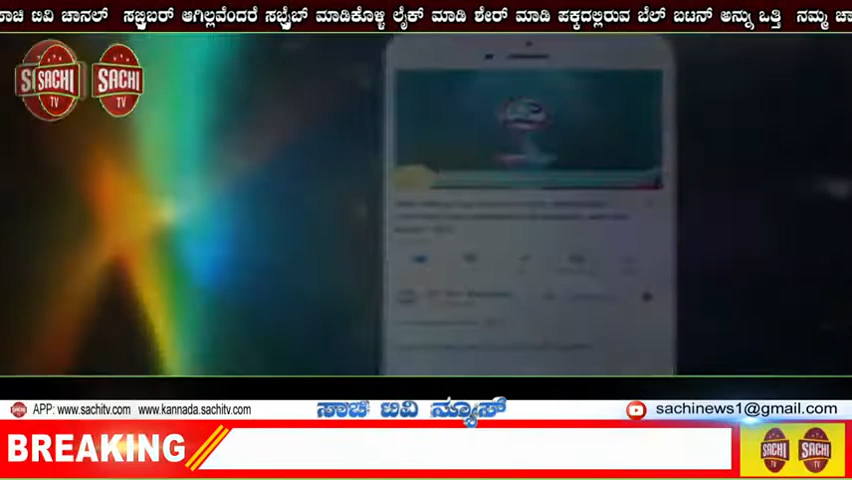 ಸಾಚಿ ಟಿವಿ ಚಾನಲ್ ಸಬ್ಸ್ಕ್ರಿಬರ್ ಆಗಿಲ್ಲವೆಂದರೆ ಸಬ್ಸ್ಕ್ರೈಬ್ ಮಾಡಿಕೊಳ್ಳಿ ಲೈಕ್ ಮಾಡಿ ಶೇರ್ ಮಾಡಿ ಪಕ್ಕದಲ್ಲಿರುವ ಬೆಲ್ ಬಟನ್ ಅನ್ನು ಒತ್ತಿ ನಮ್ಮ ಚಾ
SACHI TV SACHI TV
APP: www.sachitv.com www.kannada.sachitv.com ಸಾಚಿ ಟಿವಿ ನ್ಯೂಸ್ sachinews1@gmail.com
BREAKING
SACHI TV SACHI TV